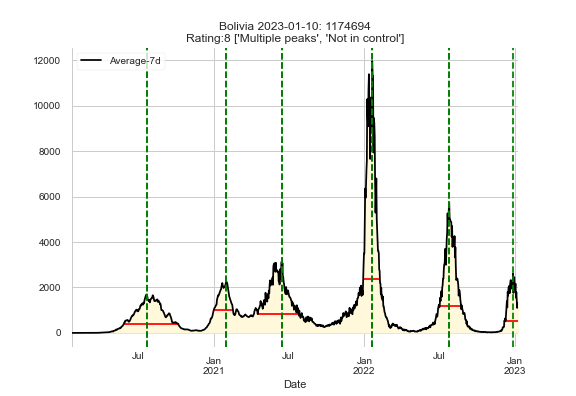 Bolivia 2023-01-10: 1174694
Rating:8 ['Multiple peaks', 'Not in control']
Average-7d
12000
10000
8000
6000
4000
2000
0
Jul
Jan
2021
Jul
Jan
2022
Jul
Jan
2023
Date